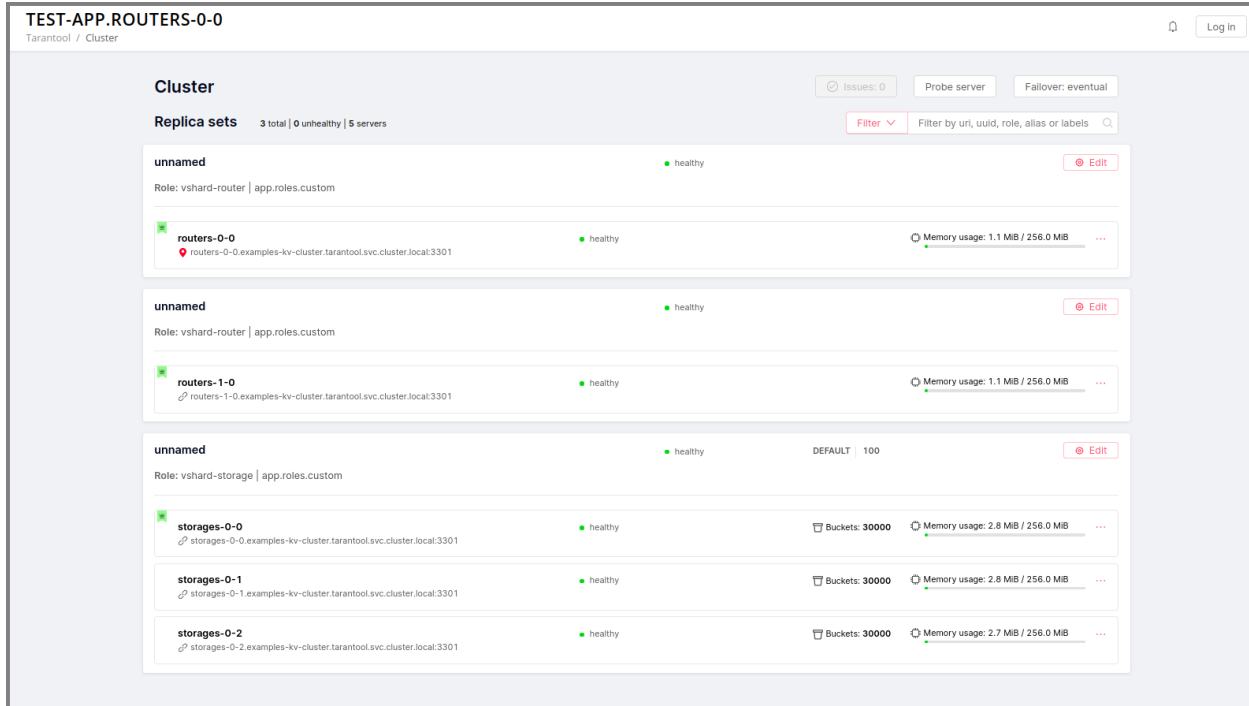 TEST-APP.ROUTERS-0-0
Tarantool / Cluster
Log in
Cluster
Issues: 0
Probe server
Failover: eventual
Replica sets 3 total | 0 unhealthy | 5 servers
Filter
Filter by uri, uuid, role, alias or labels
unnamed
healthy
Edit
Role: vshard-router | app.roles.custom
routers-0-0
healthy
Memory usage: 1.1 MiB / 256.0 MiB
routers-0-0.examples-kv-cluster.tarantool.svc.cluster.local:3301
unnamed
healthy
Edit
Role: vshard-router | app.roles.custom
routers-1-0
healthy
Memory usage: 1.1 MiB / 256.0 MiB
routers-1-0.examples-kv-cluster.tarantool.svc.cluster.local:3301
unnamed
healthy
DEFAULT | 100
Edit
Role: vshard-storage | app.roles.custom
storages-0-0
healthy
Buckets: 30000
Memory usage: 2.8 MiB / 256.0 MiB
storages-0-0.examples-kv-cluster.tarantool.svc.cluster.local:3301
storages-0-1
healthy
Buckets: 30000
Memory usage: 2.8 MiB / 256.0 MiB
storages-0-1.examples-kv-cluster.tarantool.svc.cluster.local:3301
storages-0-2
healthy
Buckets: 30000
Memory usage: 2.7 MiB / 256.0 MiB
storages-0-2.examples-kv-cluster.tarantool.svc.cluster.local:3301